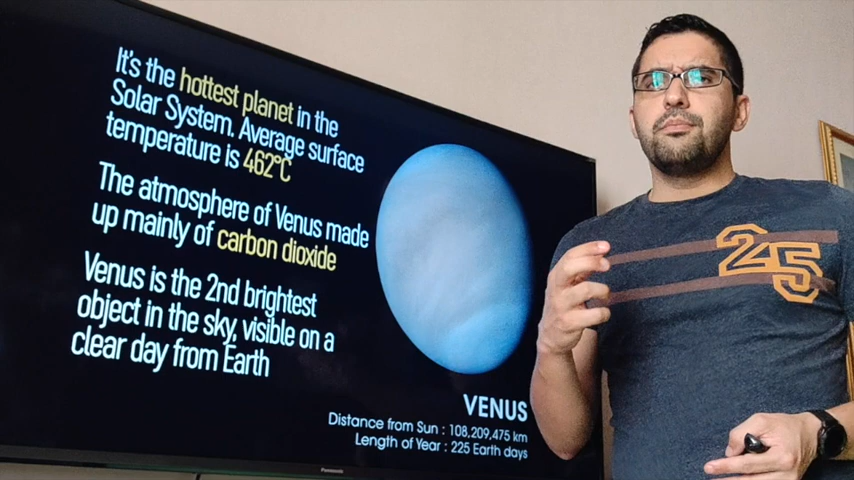 It's the hottest planet in the
Solar System. Average surface
temperature is 462°C
The atmosphere of Venus made
up mainly of carbon dioxide
Venus is the 2nd brightest
object in the sky, visible on a
clear day from Earth
VENUS
Distance from Sun : 108,209,475 km
Length of Year : 225 Earth days
Panasonic
25